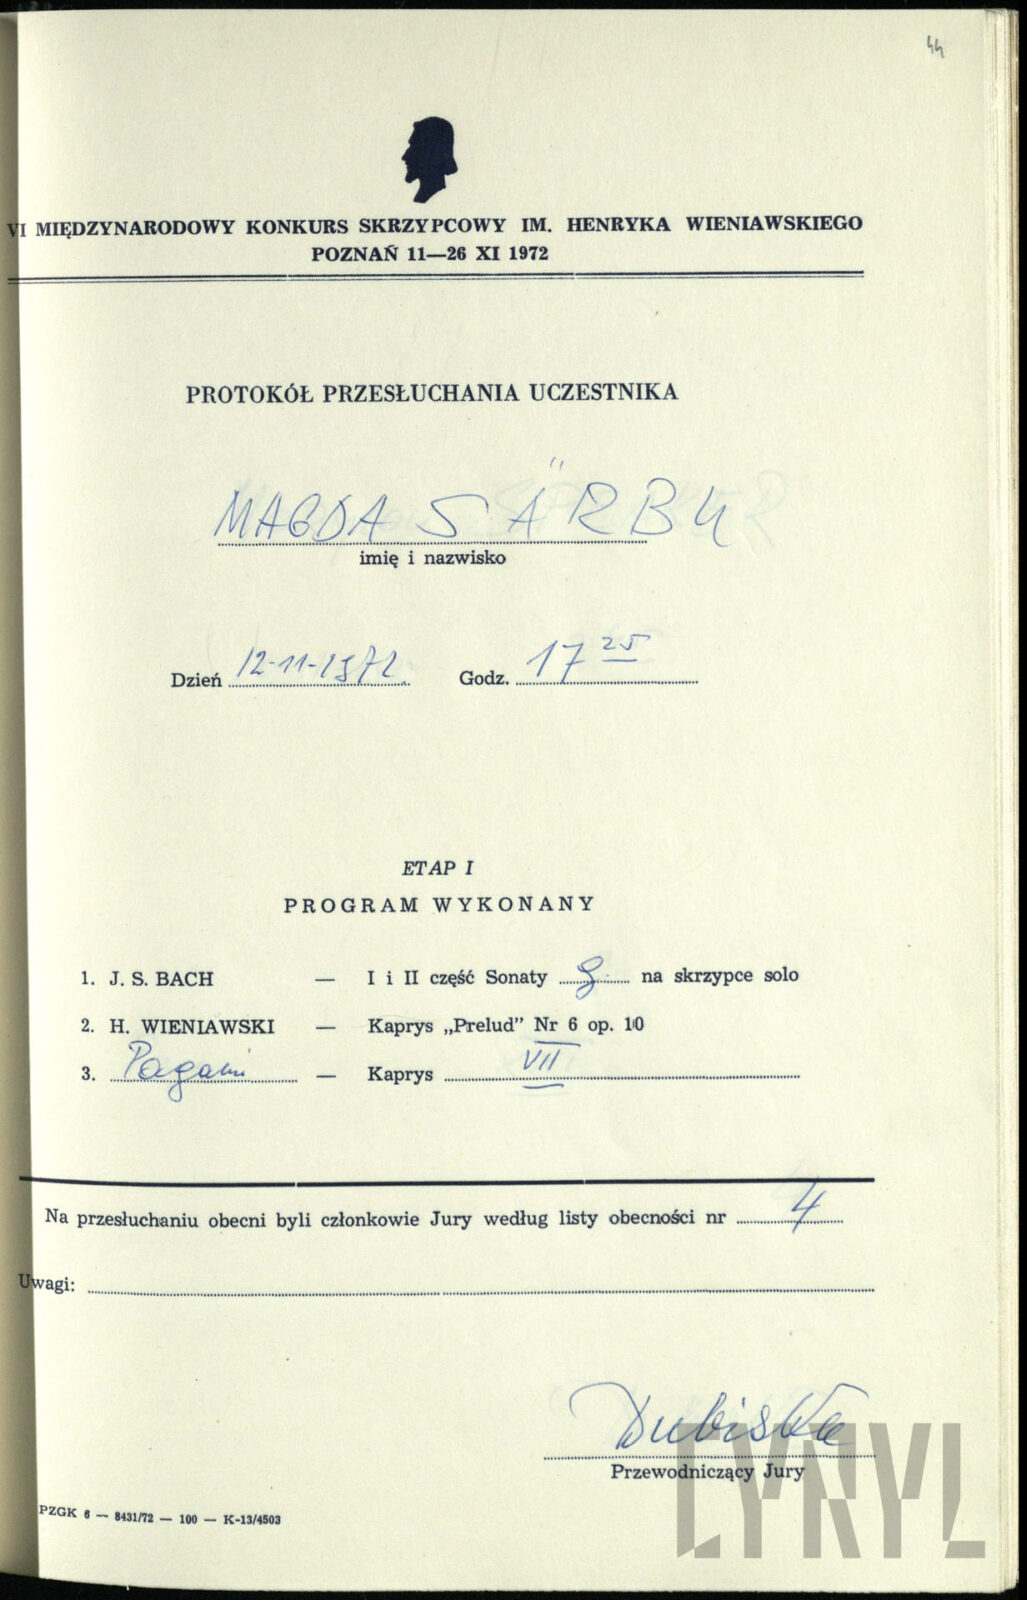 44
VI MIĘDZYNARODOWY KONKURS SKRZYPCOWY IM. HENRYKA WIENIAWSKIEGO
POZNAŃ 11—26 XI 1972
PROTOKÓŁ PRZESŁUCHANIA UCZESTNIKA
MAGDA SÄRBU
imię i nazwisko
Dzień 12-11-1972. Godz. 17 25
ETAP I
PROGRAM WYKONANY
1. J. S. BACH — I i II część Sonaty g na skrzypce solo
2. H. WIENIAWSKI — Kaprys „Prelud” Nr 6 op. 10
3. Pagani — Kaprys VII
Na przesłuchaniu obecni byli członkowie Jury według listy obecności nr 4
Uwagi:
Dubiska
Przewodniczący Jury
PZGK 6 — 8431/72 — 100 — K-13/4503
CYRYL